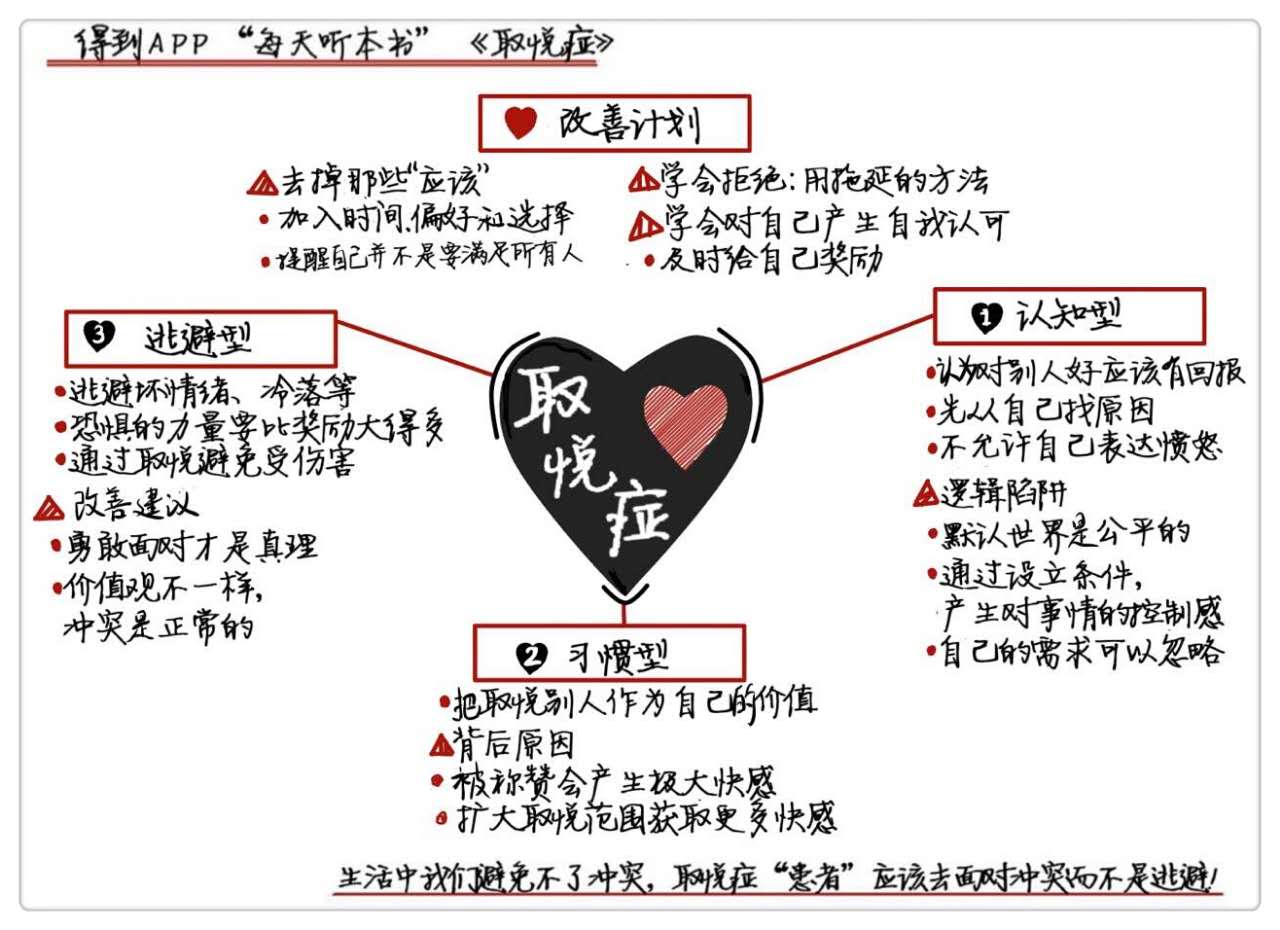 得到APP “每天听本书” 《取悦症》
改善计划
去掉那些“应该”
加入时间、偏好和选择
提醒自己并不是要满足所有人
学会拒绝:用拖延的方法
学会对自己产生自我认可
及时给自己奖励
1 认知型
认为对别人好应该有回报
先从自己找原因
不允许自己表达愤怒
逻辑陷阱
默认世界是公平的
通过设立条件,
产生对事情的控制感
自己的需求可以忽略
取
悦
症
2 习惯型
把取悦别人作为自己的价值
背后原因
被称赞会产生极大快感
扩大取悦范围获取更多快感
3 逃避型
逃避坏情绪、冷落等
恐惧的力量要比奖励大得多
通过取悦避免受伤害
改善建议
勇敢面对才是真理
价值观不一样,
冲突是正常的
生活中我们避免不了冲突,取悦症“患者”应该去面对冲突而不是逃避!